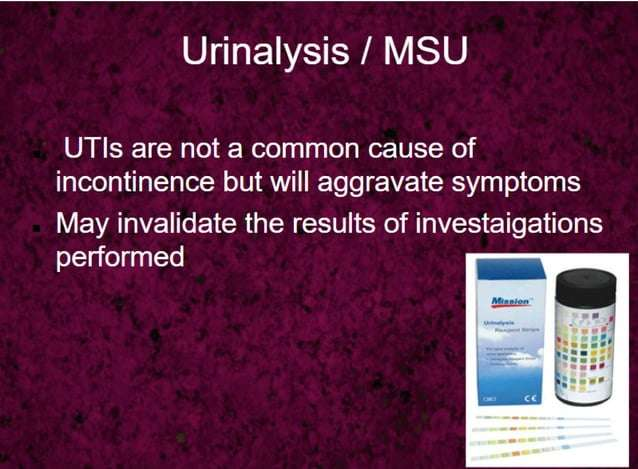 Urinalysis / MSU
UTIs are not a common cause of
incontinence but will aggravate symptoms
May invalidate the results of investaigations
performed
Mission
Urinalysis
Reagent Strips